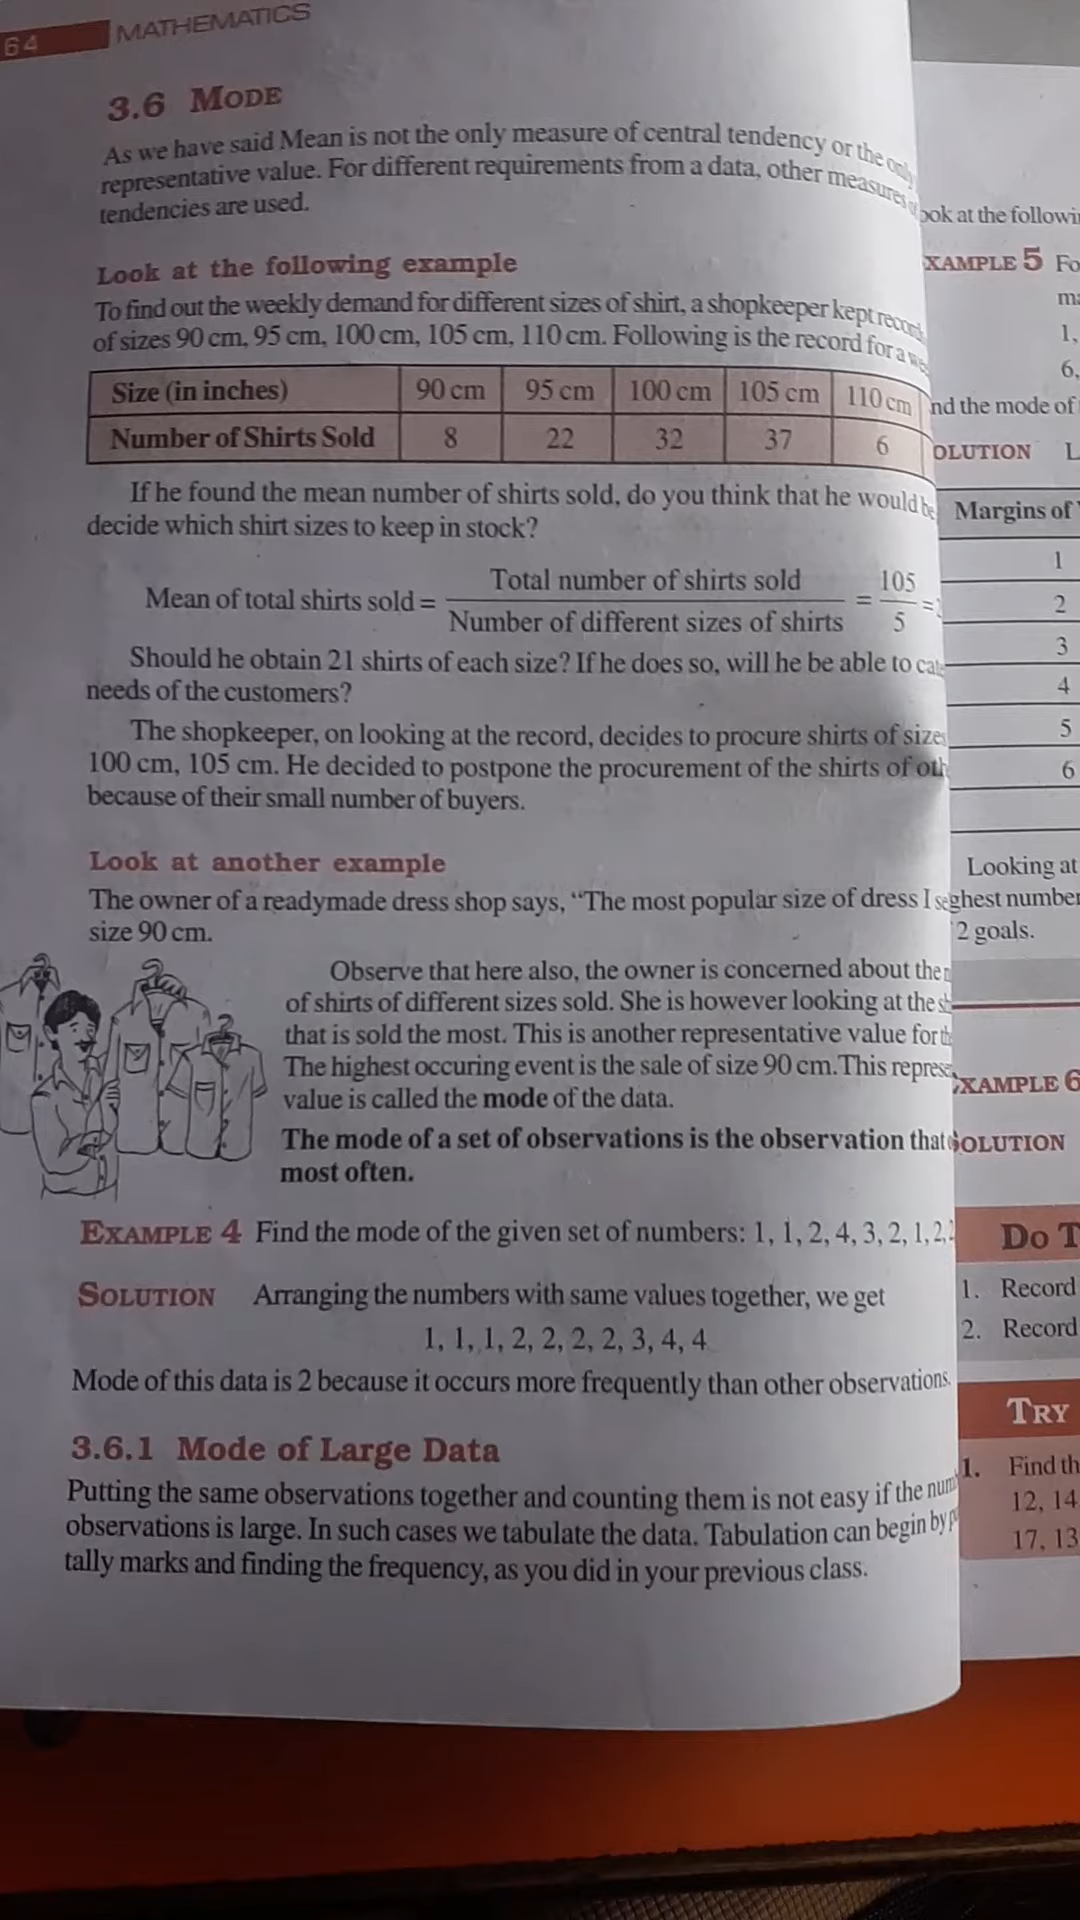 64 MATHEMATICS
3.6 MODE
As we have said Mean is not the only measure of central tendency or the only
representative value. For different requirements from a data, other measures of
tendencies are used.
Look at the following example
To find out the weekly demand for different sizes of shirt, a shopkeeper kept records
of sizes 90 cm, 95 cm, 100 cm, 105 cm, 110 cm. Following is the record for a
Size (in inches) 90 cm 95 cm 100 cm 105 cm 110 cm
Number of Shirts Sold 8 22 32 37 6
If he found the mean number of shirts sold, do you think that he would be
decide which shirt sizes to keep in stock?
Mean of total shirts sold = Total number of shirts sold / Number of different sizes of shirts = 105 / 5 =
Should he obtain 21 shirts of each size? If he does so, will he be able to
needs of the customers?
The shopkeeper, on looking at the record, decides to procure shirts of sizes
100 cm, 105 cm. He decided to postpone the procurement of the shirts of
because of their small number of buyers.
Look at another example
The owner of a readymade dress shop says, “The most popular size of dress I
size 90 cm.
Observe that here also, the owner is concerned about the
of shirts of different sizes sold. She is however looking at the
that is sold the most. This is another representative value for
The highest occuring event is the sale of size 90 cm. This
value is called the mode of the data.
The mode of a set of observations is the observation that
most often.
EXAMPLE 4 Find the mode of the given set of numbers: 1, 1, 2, 4, 3, 2, 1, 2,
SOLUTION Arranging the numbers with same values together, we get
1, 1, 1, 2, 2, 2, 2, 3, 4, 4
Mode of this data is 2 because it occurs more frequently than other observations.
3.6.1 Mode of Large Data
Putting the same observations together and counting them is not easy if the
observations is large. In such cases we tabulate the data. Tabulation can begin by
tally marks and finding the frequency, as you did in your previous class.
ook at the followi
XAMPLE 5 Fo
ma
1,
6,
nd the mode of
OLUTION L
Margins of
1
2
3
4
5
6
Looking at
ghest number
2 goals.
XAMPLE 6
SOLUTION
DO T
1. Record
2. Record
TRY
1. Find th
12, 14
17, 13